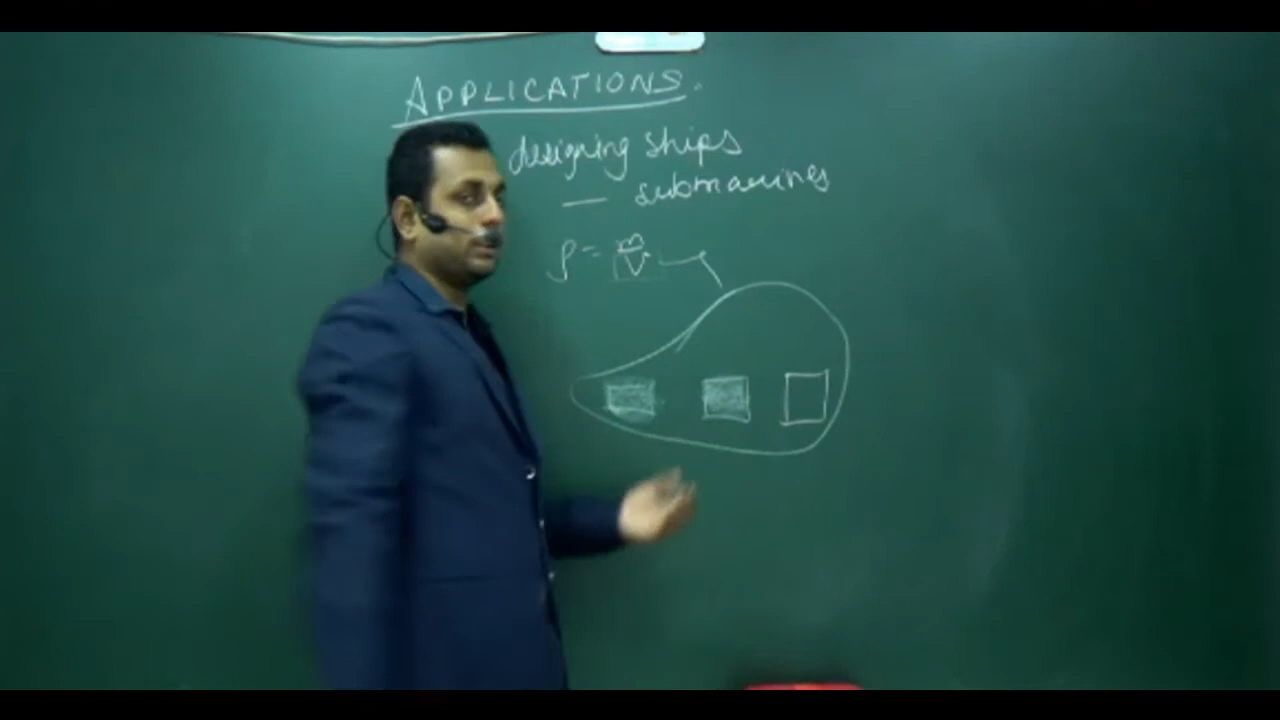 APPLICATIONS.
designing ships
— submarines
ρ = m/V